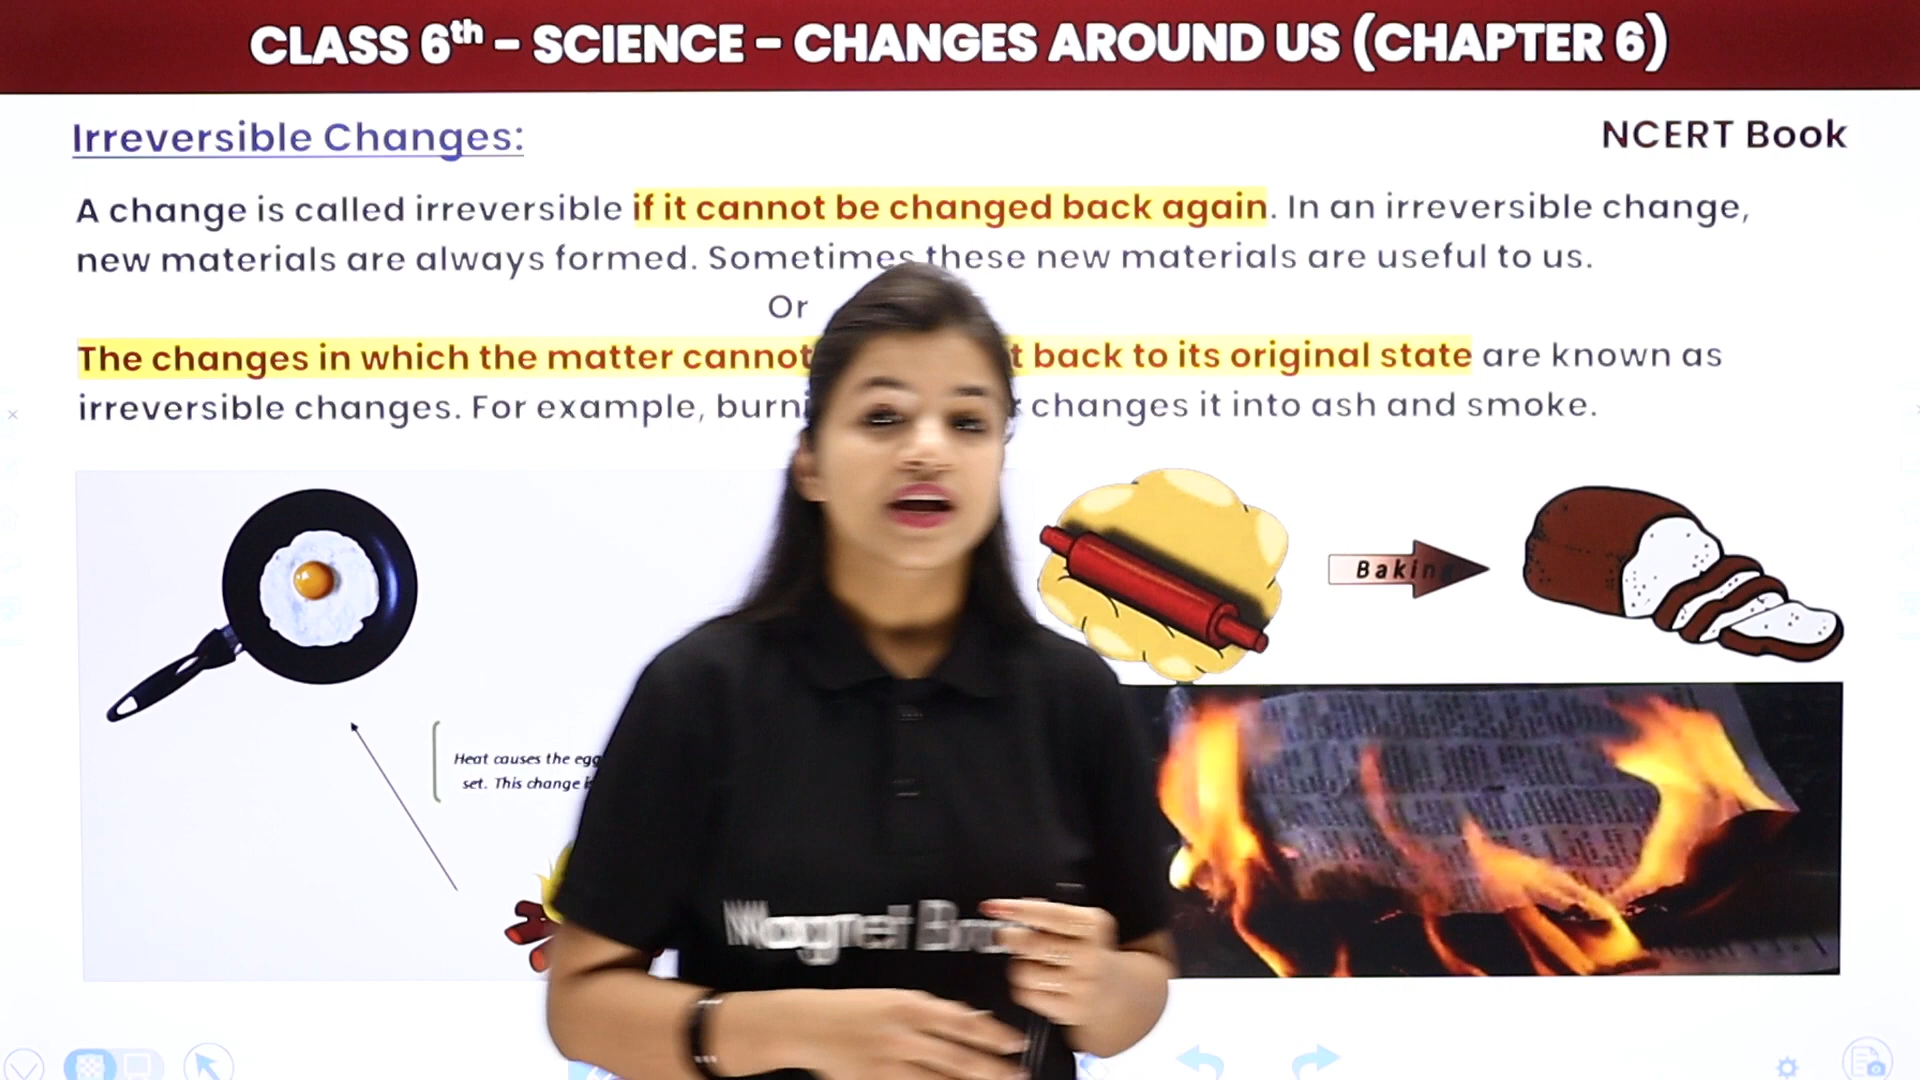 CLASS 6th – SCIENCE – CHANGES AROUND US (CHAPTER 6)
Irreversible Changes:
NCERT Book
A change is called irreversible if it cannot be changed back again. In an irreversible change,
new materials are always formed. Sometimes these new materials are useful to us.
Or
The changes in which the matter cannot back to its original state are known as
irreversible changes. For example, changes it into ash and smoke.
Baking
Heat causes the egg
set. This change
Magnet